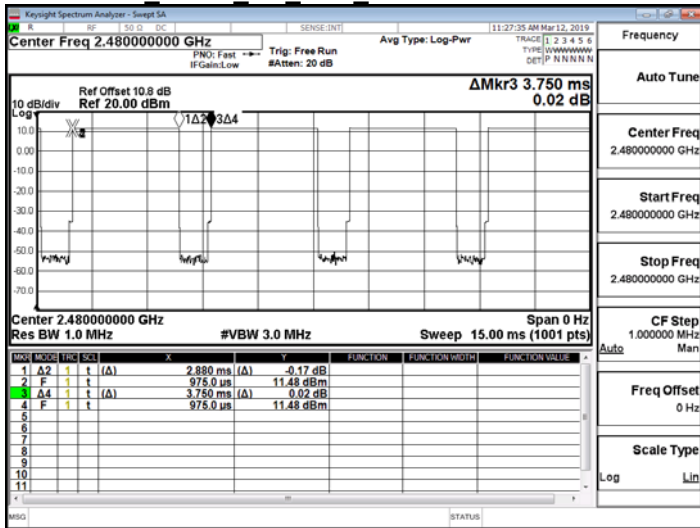 Keysight Spectrum Analyzer - Swept SA
R RF 50 Ω DC SENSE:INT 11:27:35 AM Mar 12, 2019
Center Freq 2.480000000 GHz
PNO: Fast Trig: Free Run Avg Type: Log-Pwr TRACE 1 2 3 4 5 6
IFGain:Low #Atten: 20 dB TYPE WWWWWW
DET P N N N N N
Ref Offset 10.8 dB ΔMkr3 3.750 ms
10 dB/div Ref 20.00 dBm 0.02 dB
Log
1Δ2 3Δ4
10.0
0.00
-10.0
-20.0
-30.0
-40.0
-50.0
-60.0
-70.0
Center 2.480000000 GHz Span 0 Hz
Res BW 1.0 MHz #VBW 3.0 MHz Sweep 15.00 ms (1001 pts)
MKR MODE TRC SCL X Y FUNCTION FUNCTION WIDTH FUNCTION VALUE
1 Δ2 1 t (Δ) 2.880 ms (Δ) -0.17 dB
2 F 1 t 975.0 µs 11.48 dBm
3 Δ4 1 t (Δ) 3.750 ms (Δ) 0.02 dB
4 F 1 t 975.0 µs 11.48 dBm
5
6
7
8
9
10
11
MSG STATUS
Frequency
Auto Tune
Center Freq
2.480000000 GHz
Start Freq
2.480000000 GHz
Stop Freq
2.480000000 GHz
CF Step
1.000000 MHz
Auto Man
Freq Offset
0 Hz
Scale Type
Log Lin